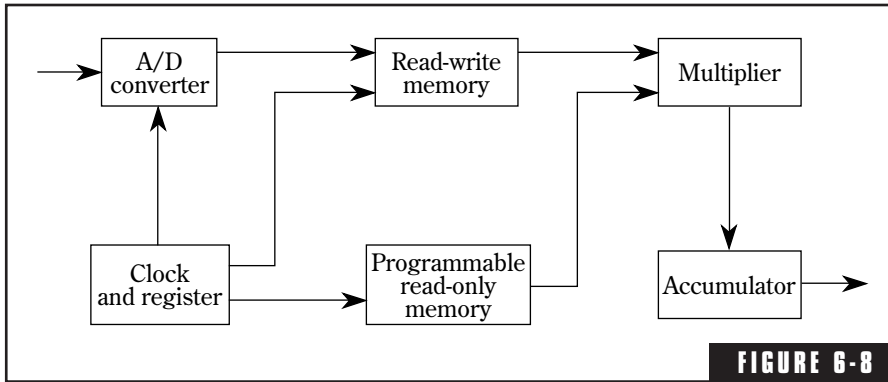 A/D
converter
Read-write
memory
Multiplier
Clock
and register
Programmable
read-only
memory
Accumulator
FIGURE 6-8